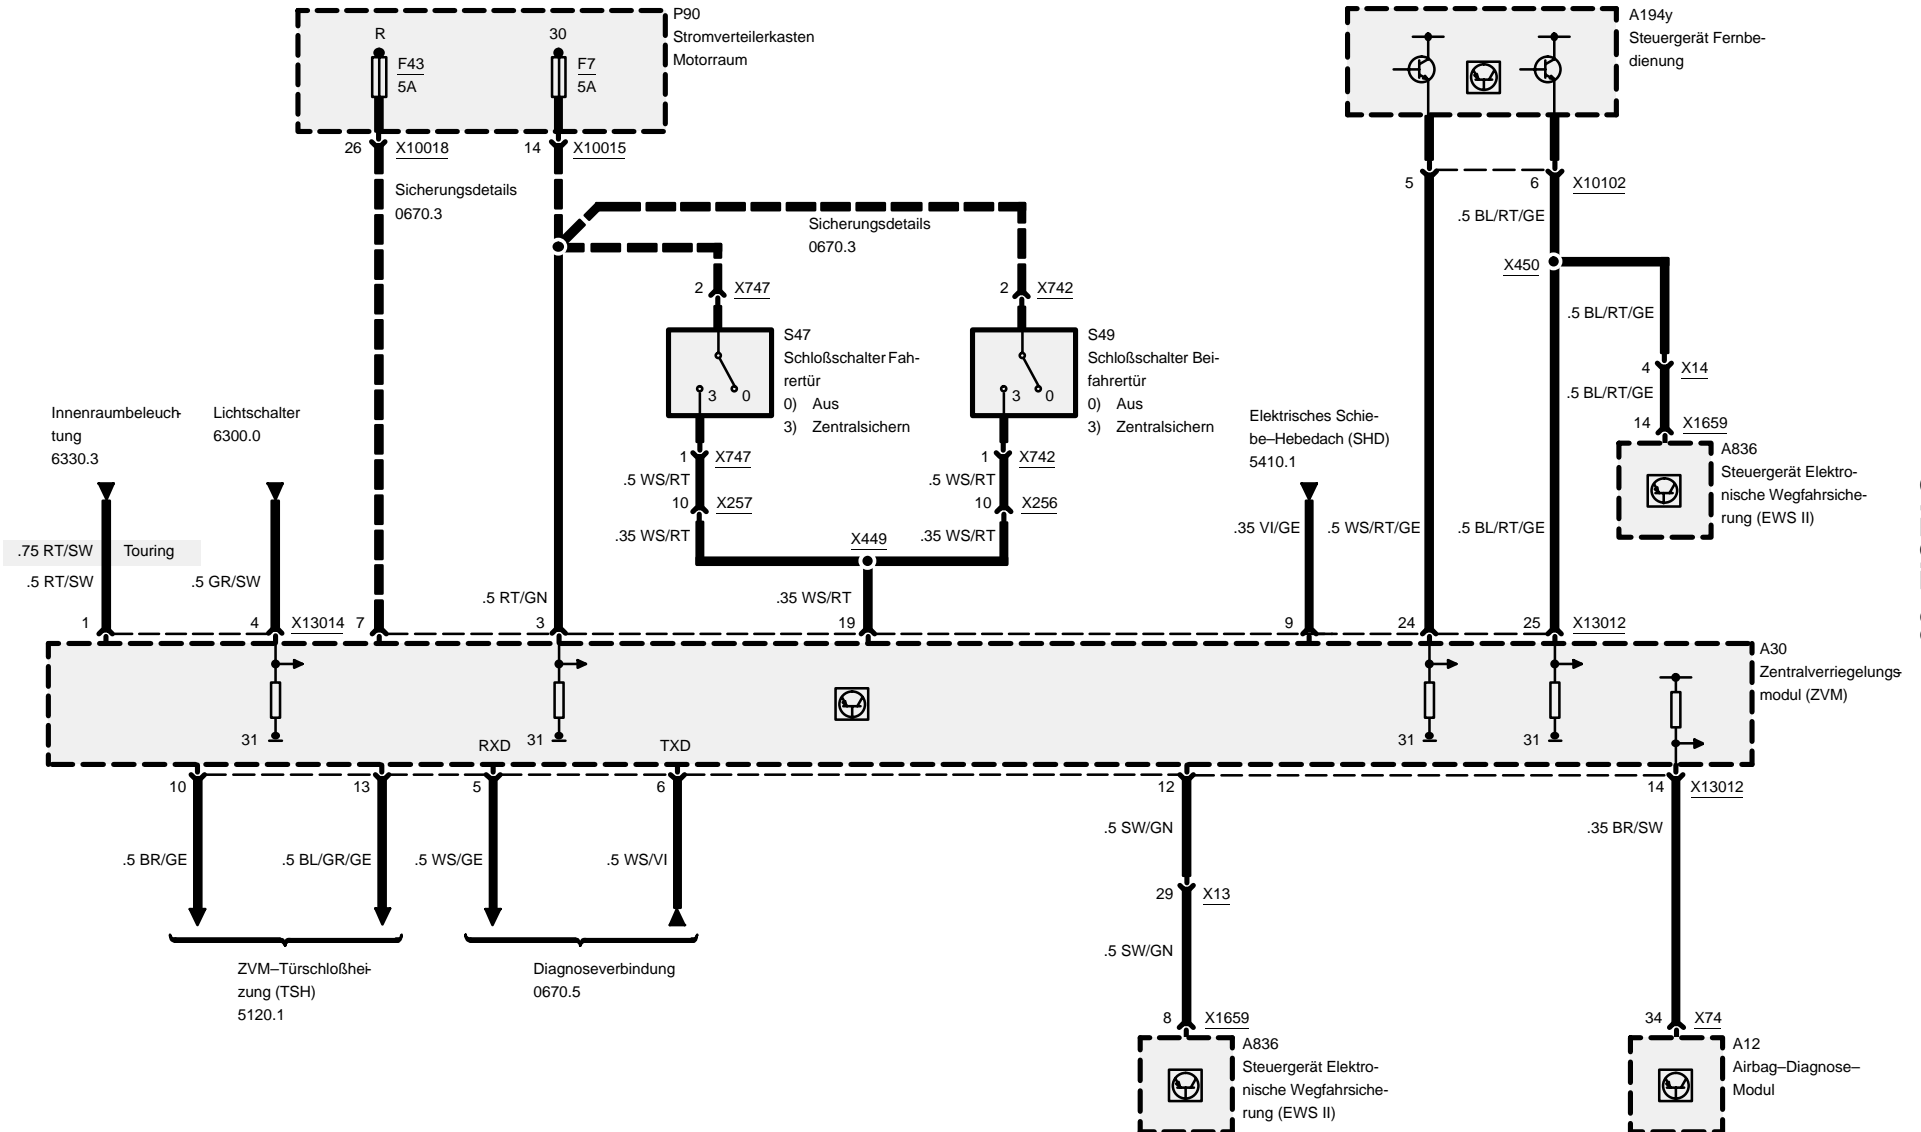 P90
Stromverteilerkasten
Motorraum
R
30
F43
5A
F7
5A
26
X10018
14
X10015
Sicherungsdetails
0670.3
Sicherungsdetails
0670.3
A194y
Steuergerät Fernbe-
dienung
5
6
X10102
.5 BL/RT/GE
X450
.5 BL/RT/GE
4
X14
.5 BL/RT/GE
14
X1659
A836
Steuergerät Elektro-
nische Wegfahrsiche-
rung (EWS II)
2
X747
2
X742
S47
Schloßschalter Fah-
rertür
0) Aus
3) Zentralsichern
3
0
S49
Schloßschalter Bei-
fahrertür
0) Aus
3) Zentralsichern
3
0
1
X747
.5 WS/RT
10
X257
.35 WS/RT
1
X742
.5 WS/RT
10
X256
.35 WS/RT
X449
.35 WS/RT
Innenraumbeleuch-
tung
6330.3
Lichtschalter
6300.0
Elektrisches Schie-
be–Hebedach (SHD)
5410.1
.75 RT/SW
Touring
.5 RT/SW
.5 GR/SW
.5 RT/GN
.35 VI/GE
.5 WS/RT/GE
.5 BL/RT/GE
1
4
X13014
7
3
19
9
24
25
X13012
A30
Zentralverriegelungs-
modul (ZVM)
31
31
31
31
RXD
TXD
10
13
5
6
12
14
X13012
.5 BR/GE
.5 BL/GR/GE
.5 WS/GE
.5 WS/VI
.5 SW/GN
.35 BR/SW
29
X13
.5 SW/GN
ZVM–Türschloßhei-
zung (TSH)
5120.1
Diagnoseverbindung
0670.5
8
X1659
A836
Steuergerät Elektro-
nische Wegfahrsiche-
rung (EWS II)
34
X74
A12
Airbag–Diagnose–
Modul